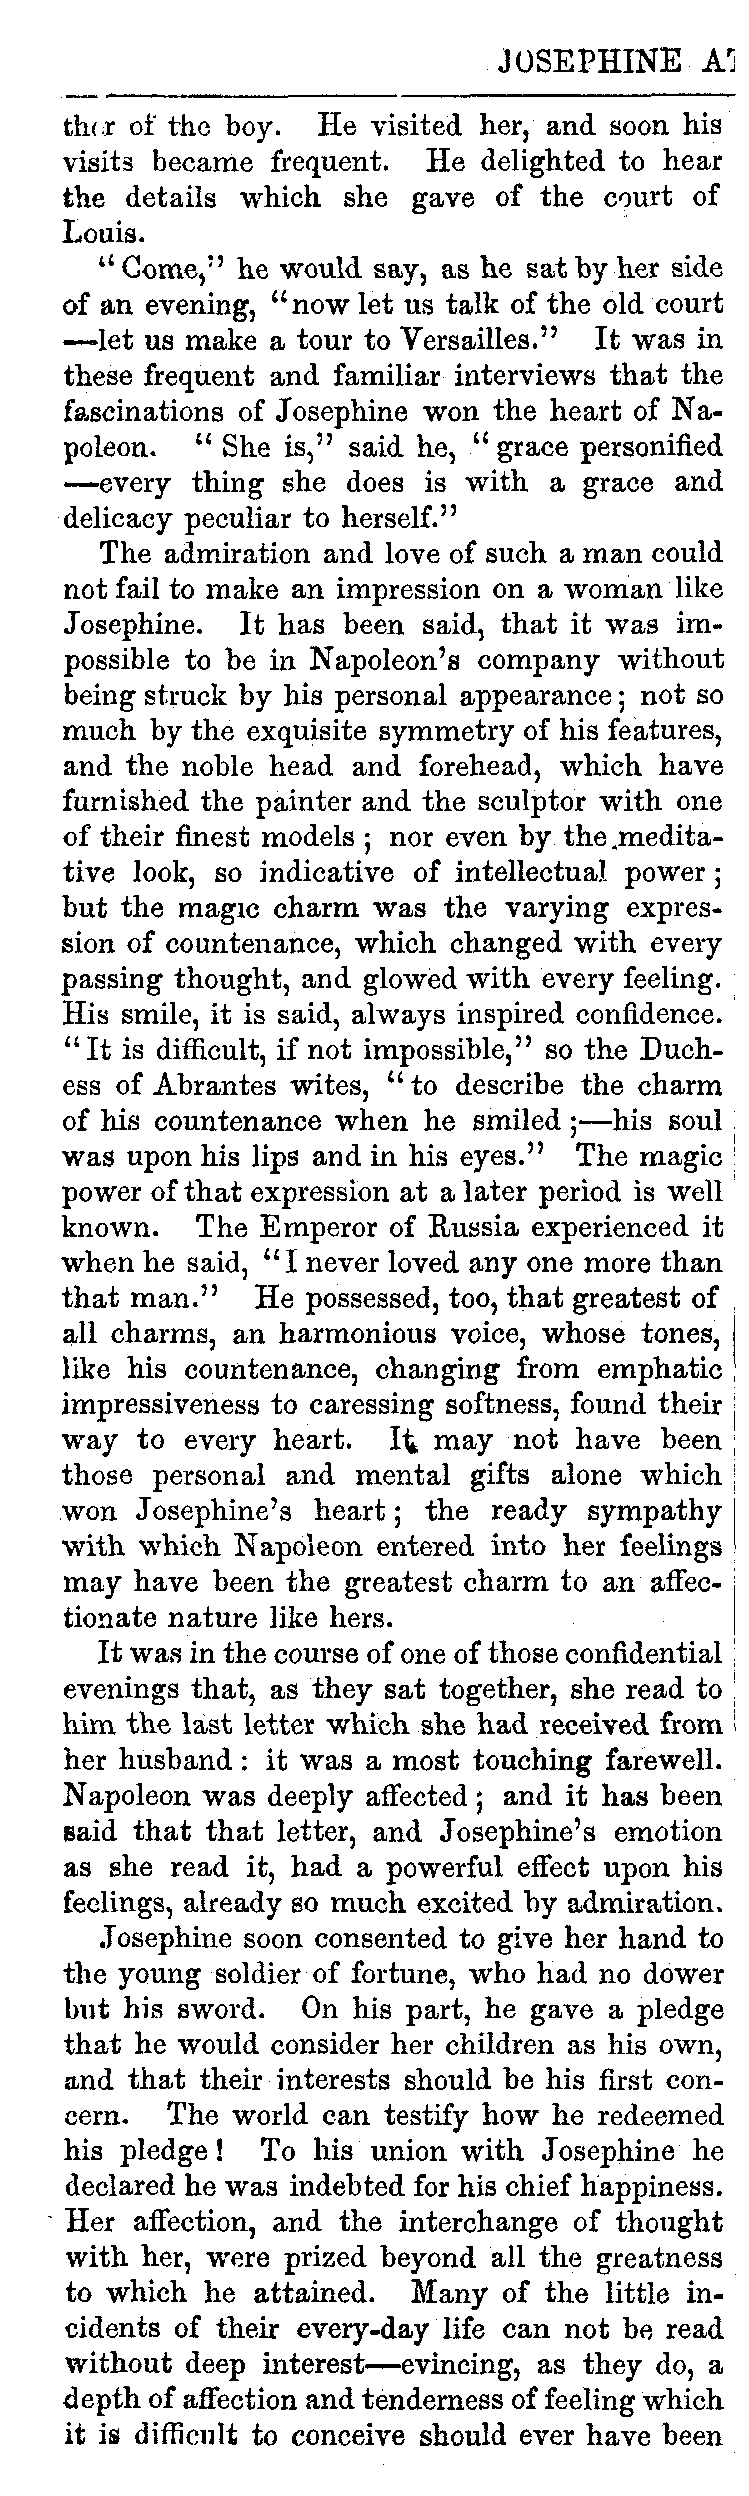 JOSEPHINE AT
ther of the boy. He visited her, and soon his
visits became frequent. He delighted to hear
the details which she gave of the court of
Louis.
"Come," he would say, as he sat by her side
of an evening, "now let us talk of the old court
—let us make a tour to Versailles." It was in
these frequent and familiar interviews that the
fascinations of Josephine won the heart of Na-
poleon. "She is," said he, "grace personified
—every thing she does is with a grace and
delicacy peculiar to herself."
The admiration and love of such a man could
not fail to make an impression on a woman like
Josephine. It has been said, that it was im-
possible to be in Napoleon's company without
being struck by his personal appearance; not so
much by the exquisite symmetry of his features,
and the noble head and forehead, which have
furnished the painter and the sculptor with one
of their finest models; nor even by the medita-
tive look, so indicative of intellectual power;
but the magic charm was the varying expres-
sion of countenance, which changed with every
passing thought, and glowed with every feeling.
His smile, it is said, always inspired confidence.
"It is difficult, if not impossible," so the Duch-
ess of Abrantes wites, "to describe the charm
of his countenance when he smiled;—his soul
was upon his lips and in his eyes." The magic
power of that expression at a later period is well
known. The Emperor of Russia experienced it
when he said, "I never loved any one more than
that man." He possessed, too, that greatest of
all charms, an harmonious voice, whose tones,
like his countenance, changing from emphatic
impressiveness to caressing softness, found their
way to every heart. It may not have been
those personal and mental gifts alone which
won Josephine's heart; the ready sympathy
with which Napoleon entered into her feelings
may have been the greatest charm to an affec-
tionate nature like hers.
It was in the course of one of those confidential
evenings that, as they sat together, she read to
him the last letter which she had received from
her husband: it was a most touching farewell.
Napoleon was deeply affected; and it has been
said that that letter, and Josephine's emotion
as she read it, had a powerful effect upon his
feelings, already so much excited by admiration.
Josephine soon consented to give her hand to
the young soldier of fortune, who had no dower
but his sword. On his part, he gave a pledge
that he would consider her children as his own,
and that their interests should be his first con-
cern. The world can testify how he redeemed
his pledge! To his union with Josephine he
declared he was indebted for his chief happiness.
Her affection, and the interchange of thought
with her, were prized beyond all the greatness
to which he attained. Many of the little in-
cidents of their every-day life can not be read
without deep interest—evincing, as they do, a
depth of affection and tenderness of feeling which
it is difficult to conceive should ever have been